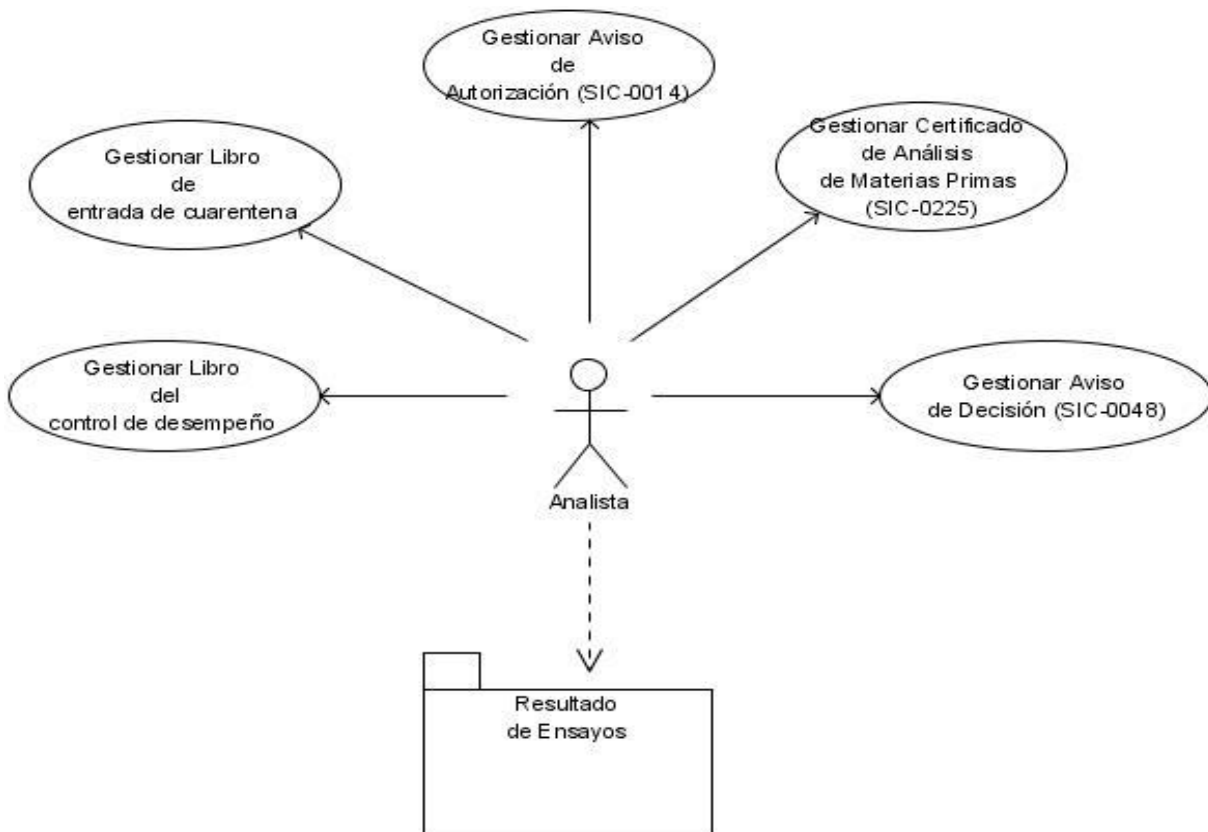 Gestionar Aviso
de
Autorización (SIC-0014)
Gestionar Certificado
de Análisis
de Materias Primas
(SIC-0225)
Gestionar Libro
de
entrada de cuarentena
Gestionar Libro
del
control de desempeño
Gestionar Aviso
de Decisión (SIC-0048)
Analista
Resultado
de Ensayos